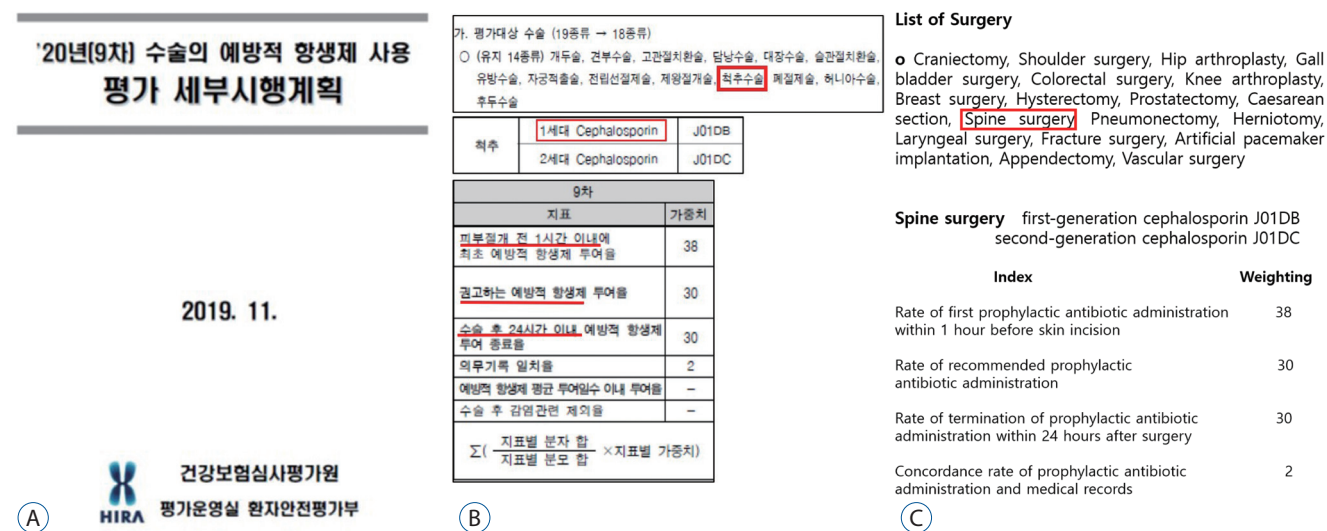 '20년(9차) 수술의 예방적 항생제 사용
평가 세부시행계획
2019. 11.
HIRA
건강보험심사평가원
평가운영실 환자안전평가부
A
가. 평가대상 수술 (19종류 → 18종류)
○ (유지 14종류) 개두술, 견부수술, 고관절치환술, 담낭수술, 대장수술, 슬관절치환술,
유방수술, 자궁적출술, 전립선절제술, 제왕절개술, 척추수술, 폐절제술, 허니아수술,
후두수술
척추
1세대 Cephalosporin J01DB
2세대 Cephalosporin J01DC
9차
지표 가중치
피부절개 전 1시간 이내에
최초 예방적 항생제 투여율
38
권고하는 예방적 항생제 투여율 30
수술 후 24시간 이내 예방적 항생제
투여 종료율
30
의무기록 일치율 2
예방적 항생제 평균 투여일수 이내 투여율 –
수술 후 감염관련 제외율 –
∑( 지표별 분자 합
지표별 분모 합
×지표별 가중치)
B
List of Surgery
o Craniectomy, Shoulder surgery, Hip arthroplasty, Gall
bladder surgery, Colorectal surgery, Knee arthroplasty,
Breast surgery, Hysterectomy, Prostatectomy, Caesarean
section, Spine surgery Pneumonectomy, Herniotomy,
Laryngeal surgery, Fracture surgery, Artificial pacemaker
implantation, Appendectomy, Vascular surgery
Spine surgery first-generation cephalosporin J01DB
second-generation cephalosporin J01DC
Index Weighting
Rate of first prophylactic antibiotic administration 38
within 1 hour before skin incision
Rate of recommended prophylactic 30
antibiotic administration
Rate of termination of prophylactic antibiotic 30
administration within 24 hours after surgery
Concordance rate of prophylactic antibiotic 2
administration and medical records
C